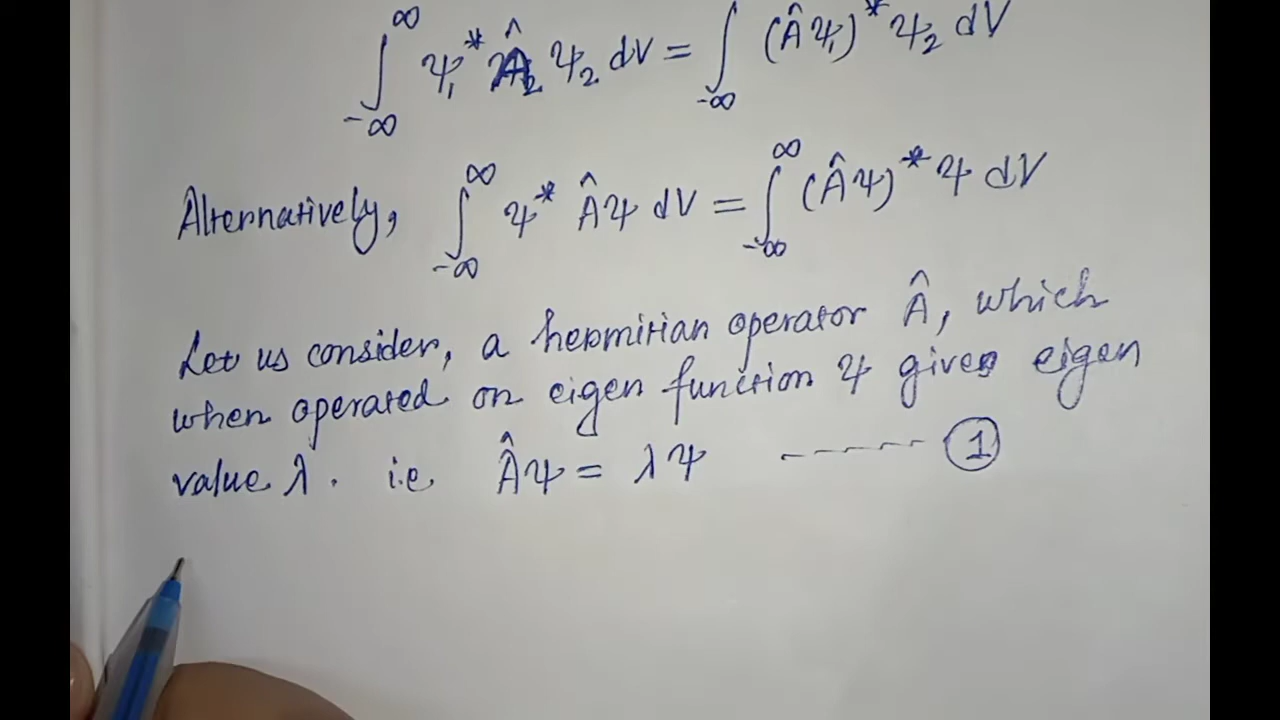 ∫_{-∞}^{∞} ψ₁* Â₂ ψ₂ dV = ∫_{-∞} (Âψ₁)* ψ₂ dV
Alternatively, ∫_{-∞}^{∞} ψ* Âψ dV = ∫_{-∞}^{∞} (Âψ)* ψ dV
Let us consider, a hermitian operator Â, which
when operated on eigen function ψ gives eigen
value λ. i.e Âψ = λψ ------ ①